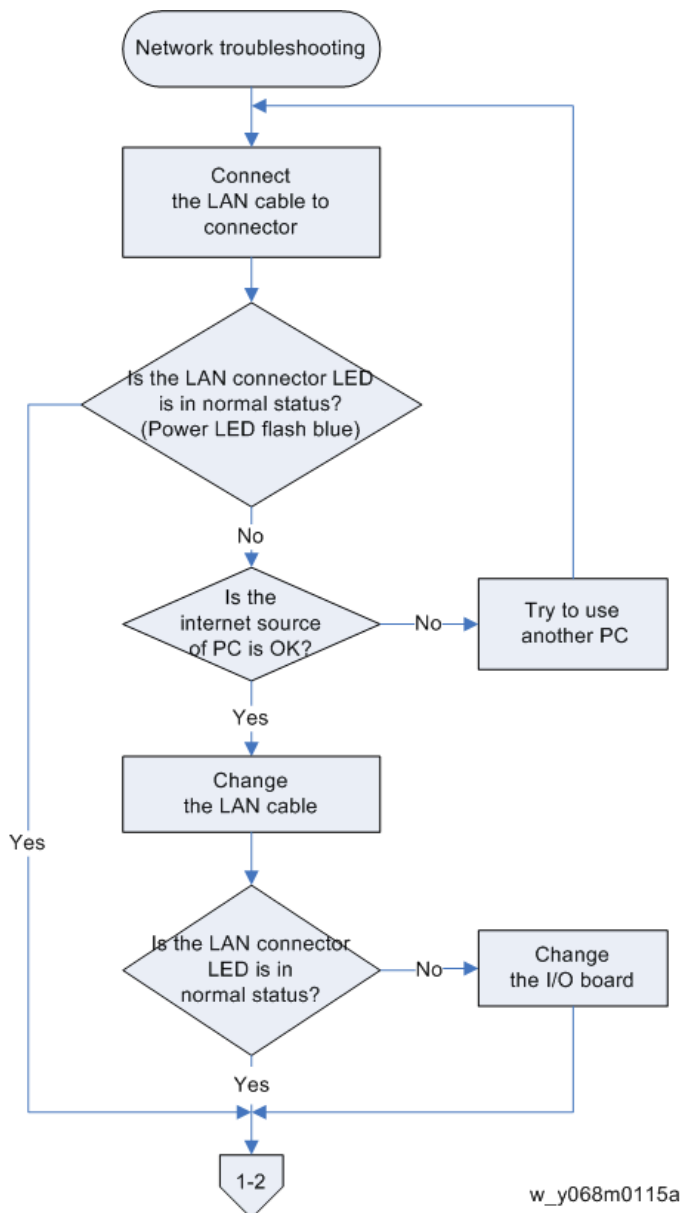 Network troubleshooting
Connect
the LAN cable to
connector
Is the LAN connector LED
is in normal status?
(Power LED flash blue)
No
Is the
internet source
of PC is OK?
No
Try to use
another PC
Yes
Change
the LAN cable
Yes
Is the LAN connector
LED is in
normal status?
No
Change
the I/O board
Yes
1-2
w_y068m0115a